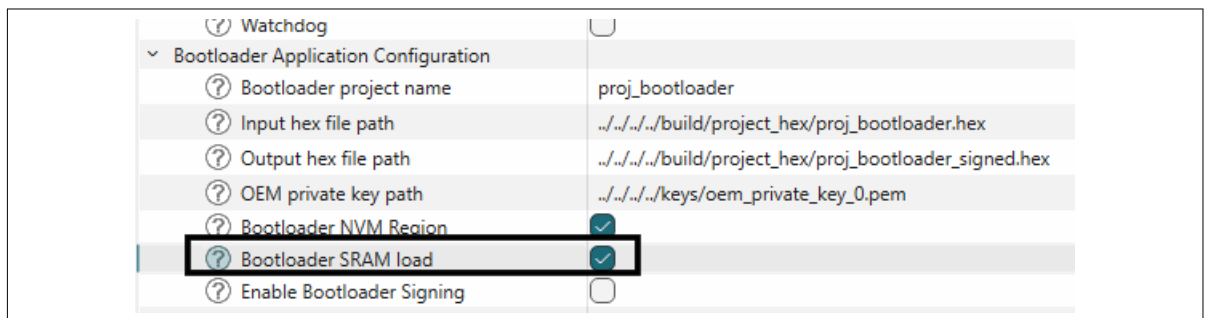 Watchdog
Bootloader Application Configuration
Bootloader project name proj_bootloader
Input hex file path ../../../../build/project_hex/proj_bootloader.hex
Output hex file path ../../../../build/project_hex/proj_bootloader_signed.hex
OEM private key path ../../../../keys/oem_private_key_0.pem
Bootloader NVM Region
Bootloader SRAM load
Enable Bootloader Signing